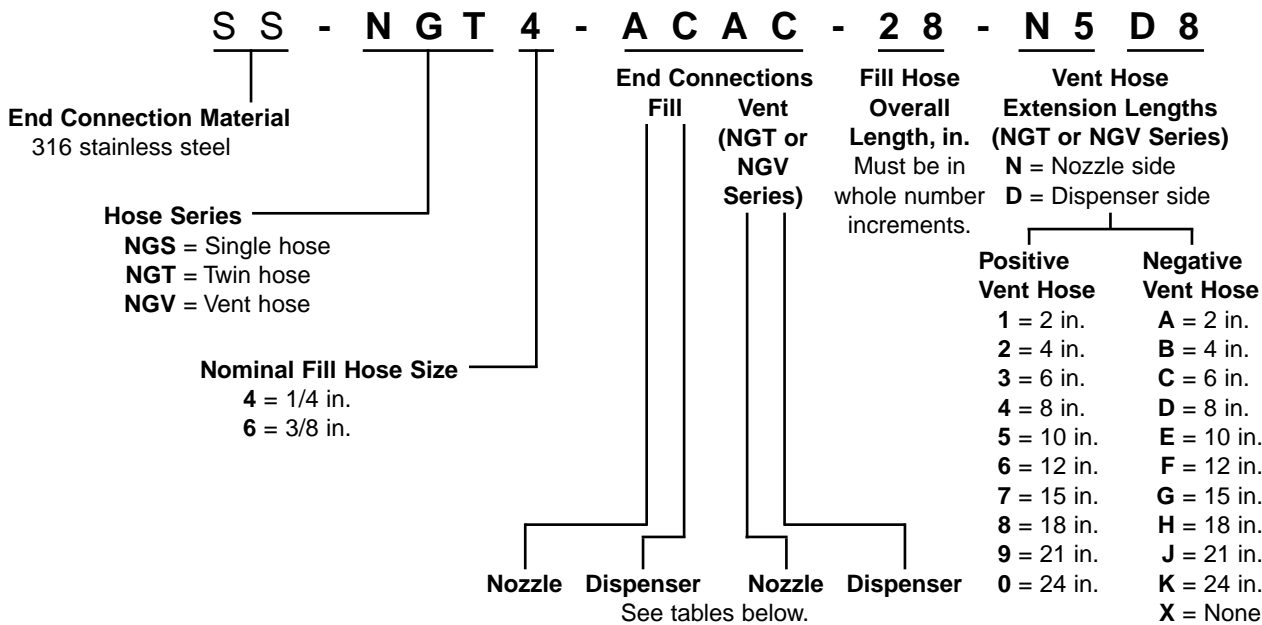 S S - N G T 4 - A C A C - 2 8 - N 5 D 8
End Connection Material
316 stainless steel
Hose Series
NGS = Single hose
NGT = Twin hose
NGV = Vent hose
Nominal Fill Hose Size
4 = 1/4 in.
6 = 3/8 in.
End Connections
Fill Vent
(NGT or
NGV
Series)
Nozzle Dispenser Nozzle Dispenser
See tables below.
Fill Hose
Overall
Length, in.
Must be in
whole number
increments.
Vent Hose
Extension Lengths
(NGT or NGV Series)
N = Nozzle side
D = Dispenser side
Positive
Vent Hose
1 = 2 in.
2 = 4 in.
3 = 6 in.
4 = 8 in.
5 = 10 in.
6 = 12 in.
7 = 15 in.
8 = 18 in.
9 = 21 in.
0 = 24 in.
Negative
Vent Hose
A = 2 in.
B = 4 in.
C = 6 in.
D = 8 in.
E = 10 in.
F = 12 in.
G = 15 in.
H = 18 in.
J = 21 in.
K = 24 in.
X = None